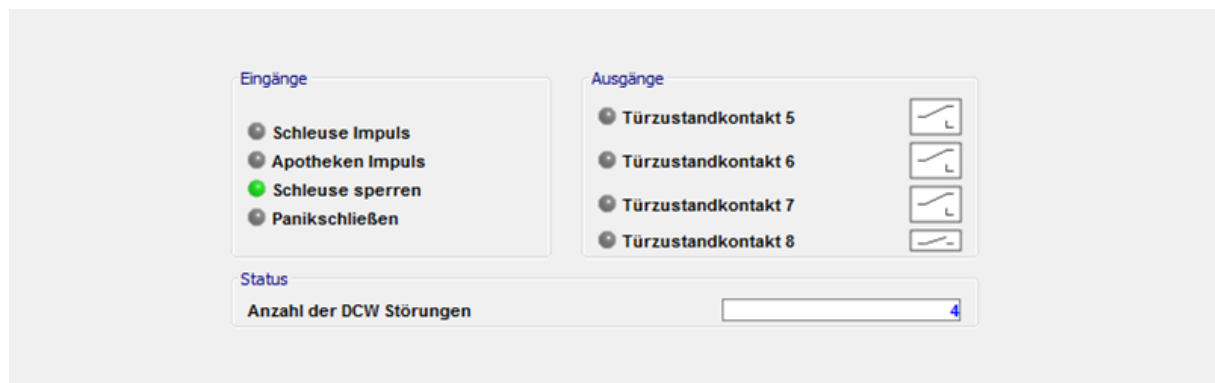 Eingänge
Schleuse Impuls
Apotheken Impuls
Schleuse sperren
Panikschließen
Ausgänge
Türzustandkontakt 5
Türzustandkontakt 6
Türzustandkontakt 7
Türzustandkontakt 8
Status
Anzahl der DCW Störungen 4